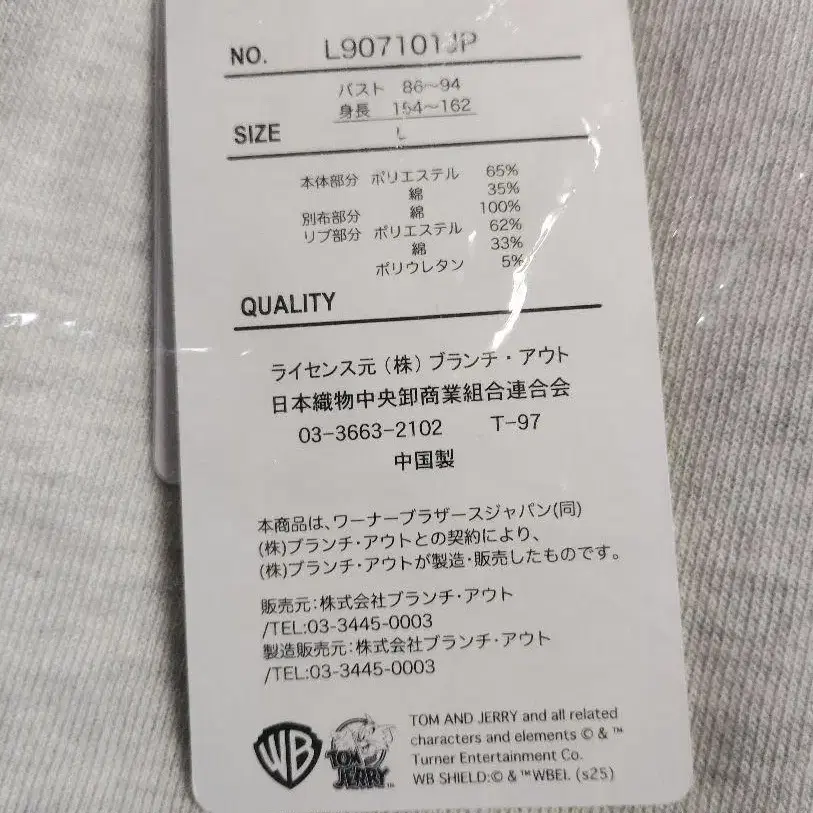 NO. L907101JP
バスト 86~94
身長 154~162
SIZE L
本体部分 ポリエステル 65%
綿 35%
別布部分 綿 100%
リブ部分 ポリエステル 62%
綿 33%
ポリウレタン 5%
QUALITY
ライセンス元(株)ブランチ・アウト
日本織物中央卸商業組合連合会
03-3663-2102 T-97
中国製
本商品は、ワーナーブラザースジャパン(同)
(株)ブランチ・アウトとの契約により、
(株)ブランチ・アウトが製造・販売したものです。
販売元:株式会社ブランチ・アウト
/TEL:03-3445-0003
製造販売元:株式会社ブランチ・アウト
/TEL:03-3445-0003
WB
TOM AND JERRY™
TOM AND JERRY and all related
characters and elements © & ™
Turner Entertainment Co.
WB SHIELD:© & ™WBEI. (s25)